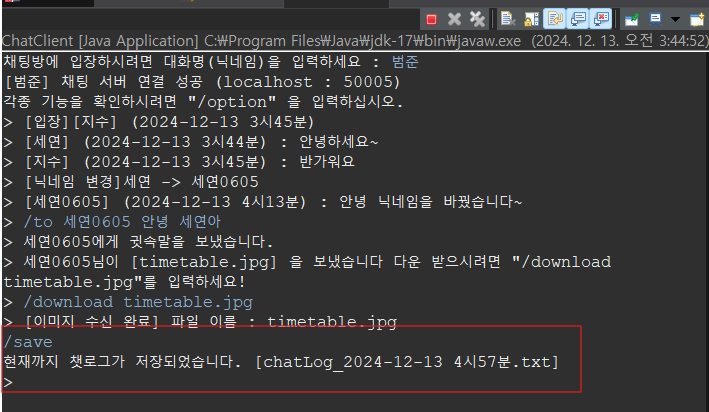 ChatClient [Java Application] C:₩Program Files₩Java₩jdk-17₩bin₩javaw.exe (2024. 12. 13. 오전 3:44:52)
채팅방에 입장하시려면 대화명(닉네임)을 입력하세요 : 범준
[범준] 채팅 서버 연결 성공 (localhost : 50005)
각종 기능을 확인하시려면 "/option" 을 입력하십시오.
> [입장][지수] (2024-12-13 3시45분)
> [세연] (2024-12-13 3시44분) : 안녕하세요~
> [지수] (2024-12-13 3시45분) : 반가워요
> [닉네임 변경]세연 -> 세연0605
> [세연0605] (2024-12-13 4시13분) : 안녕 닉네임을 바꿨습니다~
> /to 세연0605 안녕 세연아
> 세연0605에게 귓속말을 보냈습니다.
> 세연0605님이 [timetable.jpg] 을 보냈습니다 다운 받으시려면 "/download
timetable.jpg"를 입력하세요!
> /download timetable.jpg
> [이미지 수신 완료] 파일 이름 : timetable.jpg
/save
현재까지 챗로그가 저장되었습니다. [chatLog_2024-12-13 4시57분.txt]
>